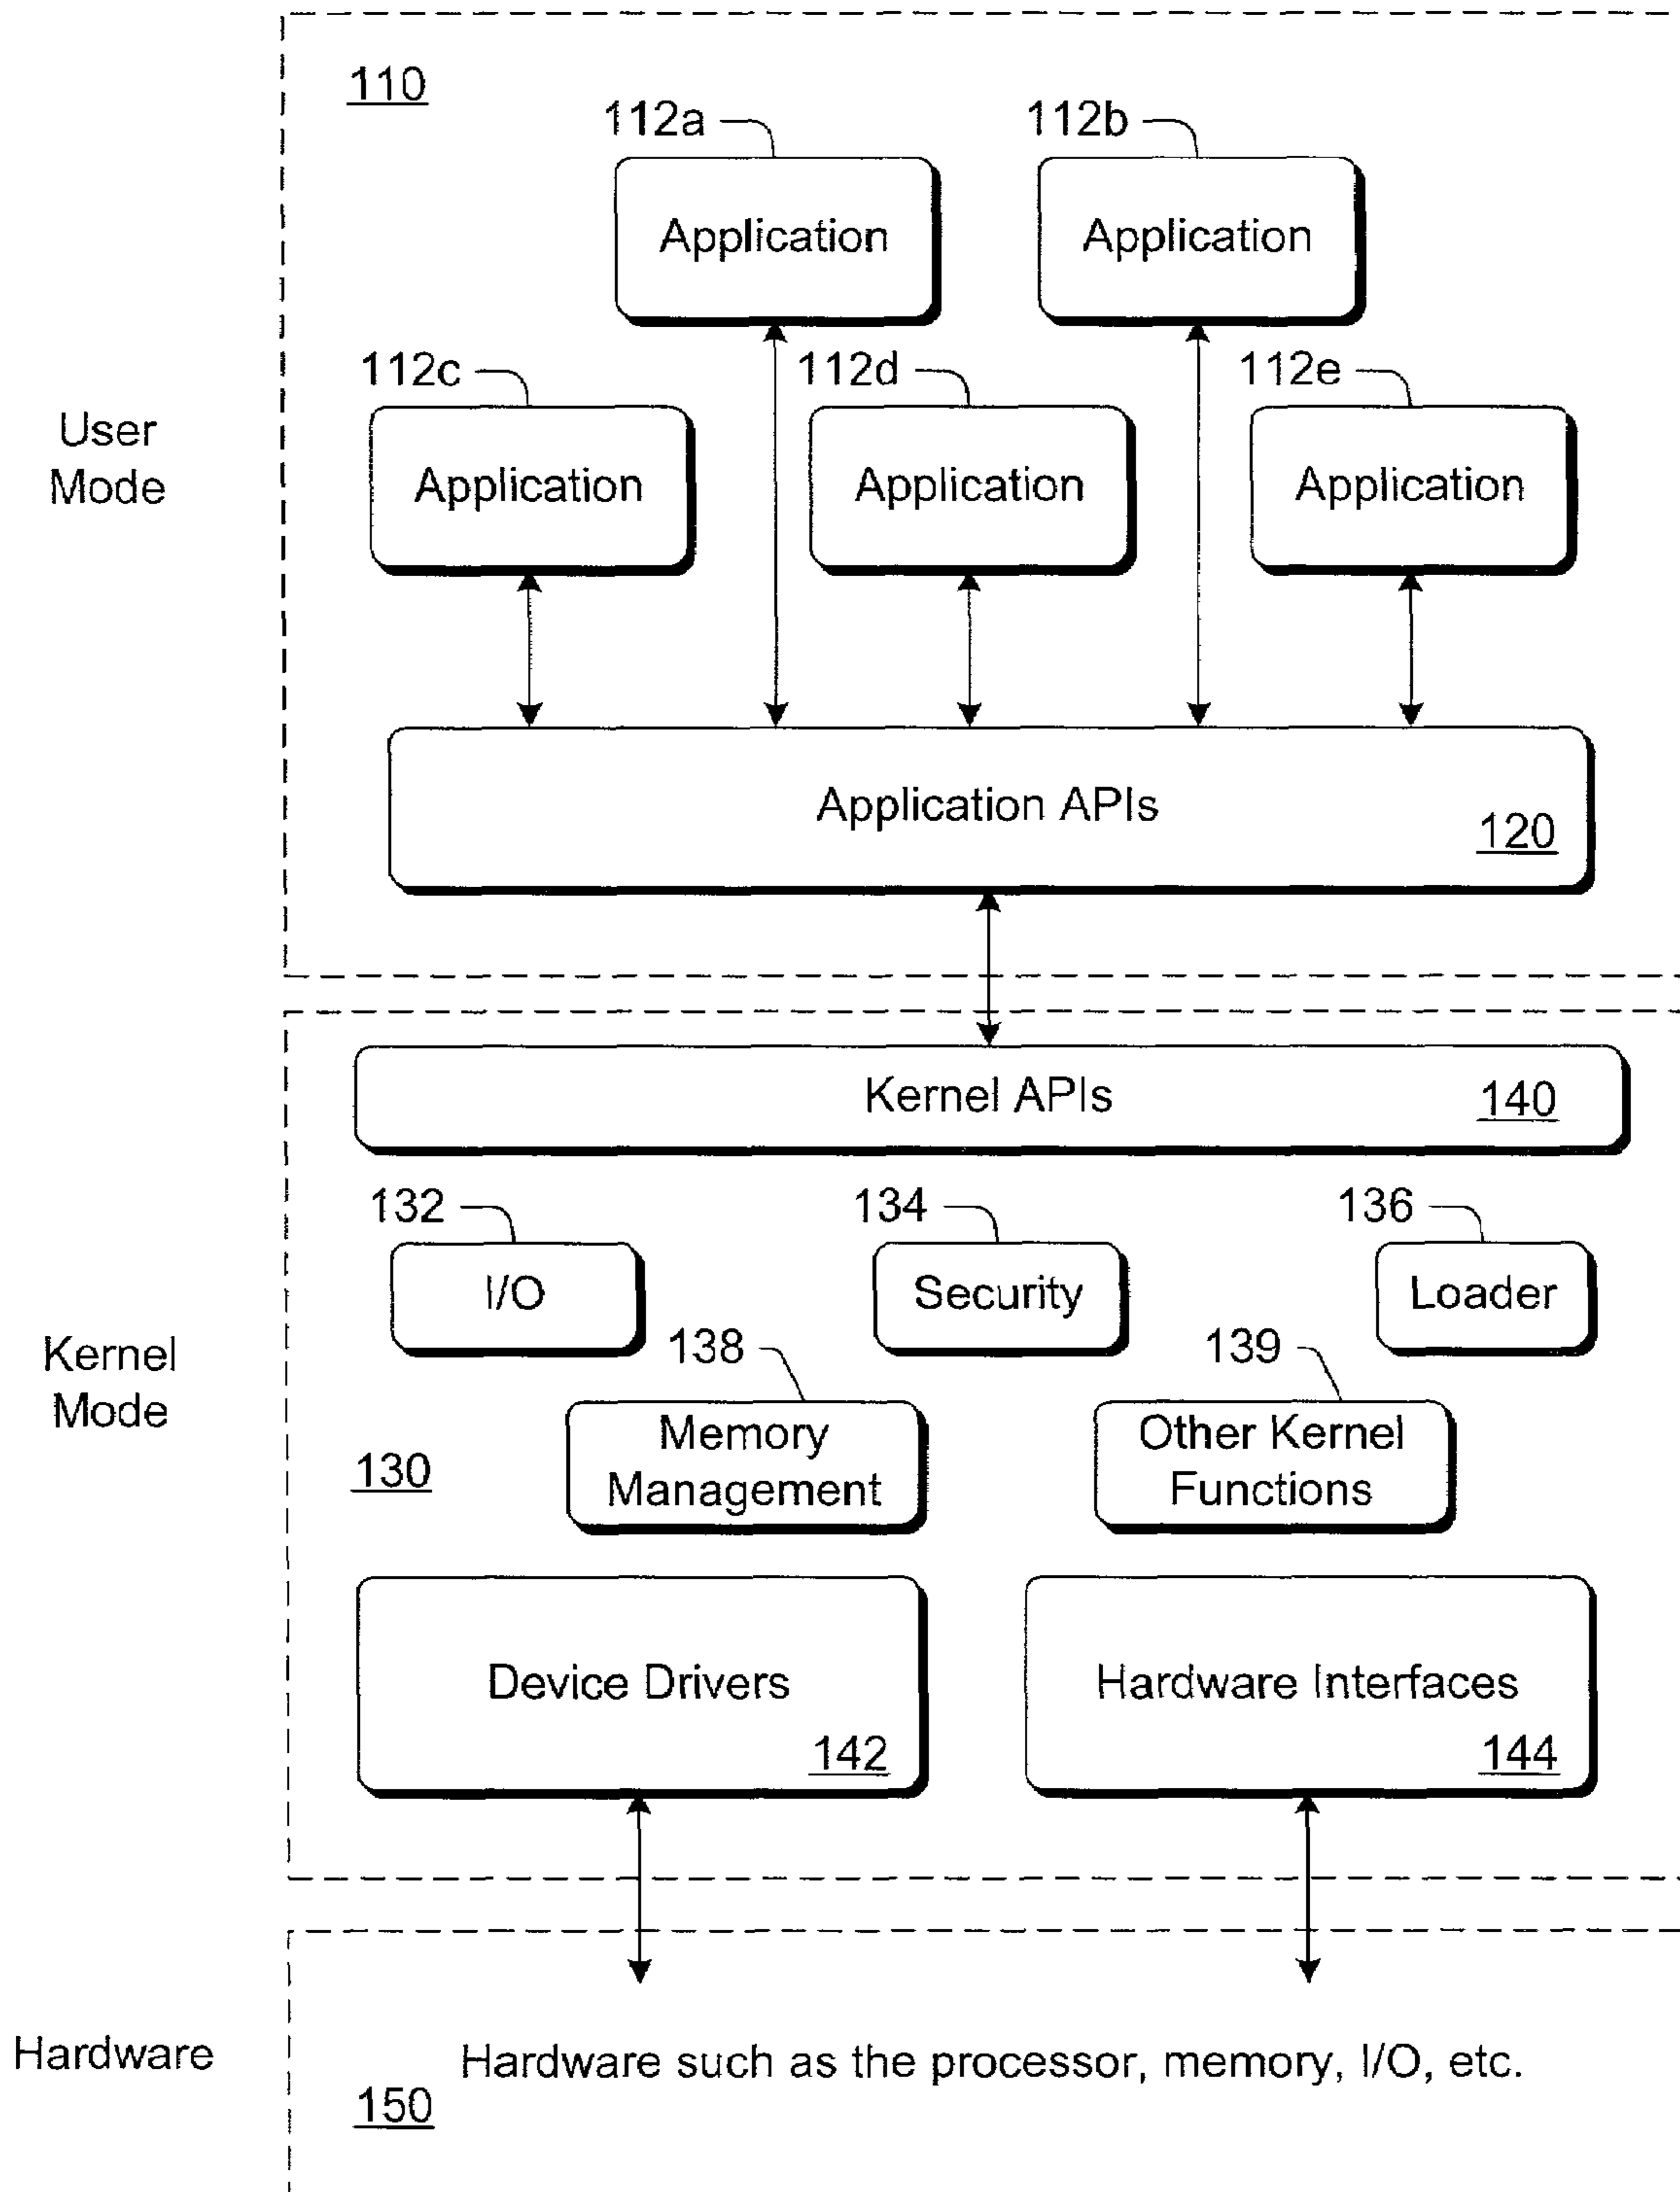 110
112a
112b
Application
Application
112c
112d
112e
User
Mode
Application
Application
Application
Application APIs
120
Kernel APIs
140
132
134
136
I/O
Security
Loader
138
139
Kernel
Mode
Memory
Management
Other Kernel
Functions
130
Device Drivers
142
Hardware Interfaces
144
Hardware
Hardware such as the processor, memory, I/O, etc.
150